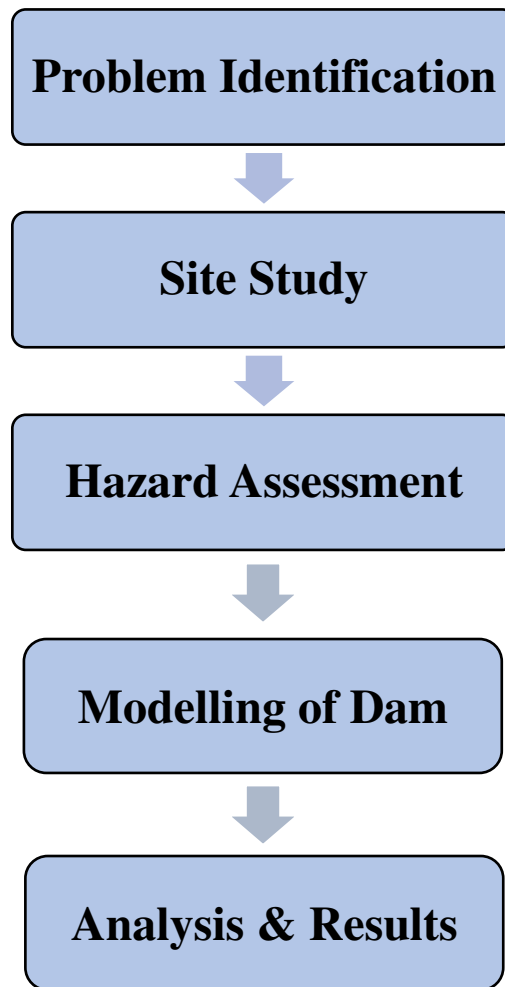 Problem Identification
Site Study
Hazard Assessment
Modelling of Dam
Analysis & Results